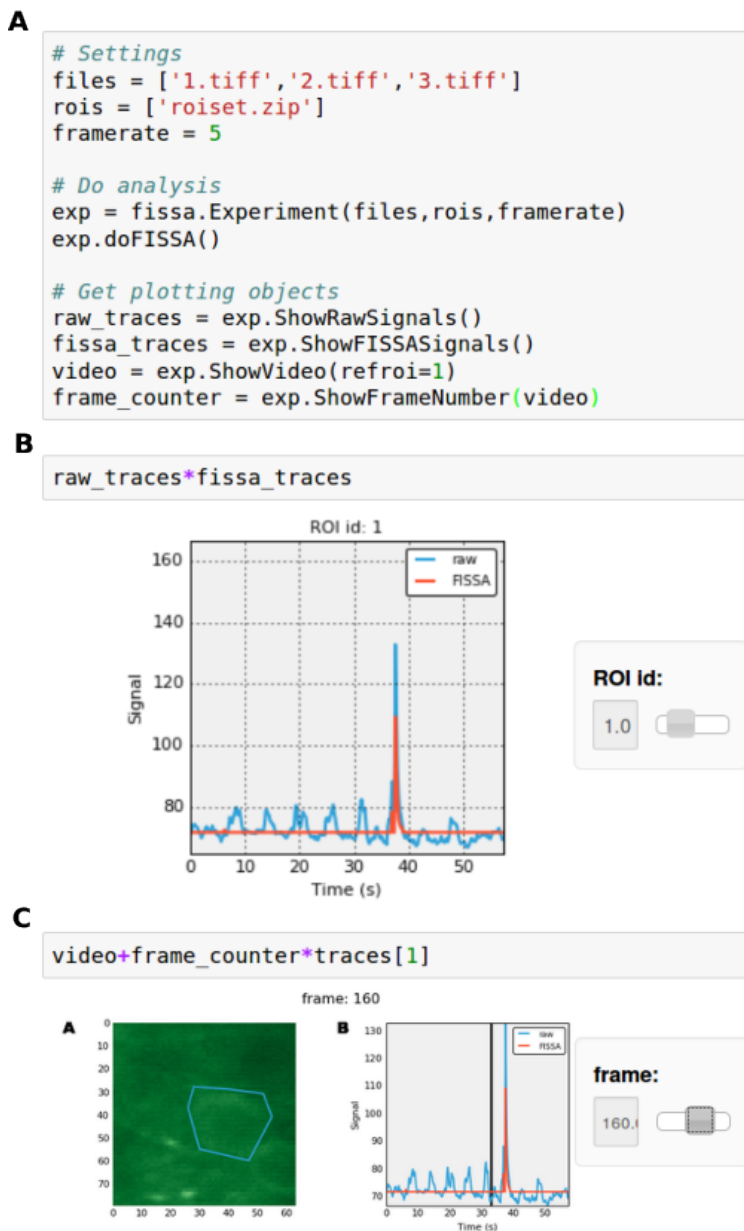 A
# Settings
files = ['1.tiff','2.tiff','3.tiff']
rois = ['roiset.zip']
framerate = 5
# Do analysis
exp = fissa.Experiment(files,rois,framerate)
exp.doFISSA()
# Get plotting objects
raw_traces = exp.ShowRawSignals()
fissa_traces = exp.ShowFISSASignals()
video = exp.ShowVideo(refroi=1)
frame_counter = exp.ShowFrameNumber(video)
B
raw_traces*fissa_traces
ROI id: 1
160
140
120
100
80
Signal
raw
FISSA
0 10 20 30 40 50
Time (s)
ROI id:
1.0
C
video+frame_counter*traces[1]
frame: 160
A
0
10
20
30
40
50
60
70
0 10 20 30 40 50 60
B
130
120
110
100
90
80
70
Signal
raw
FISSA
0 10 20 30 40 50
Time (s)
frame:
160.